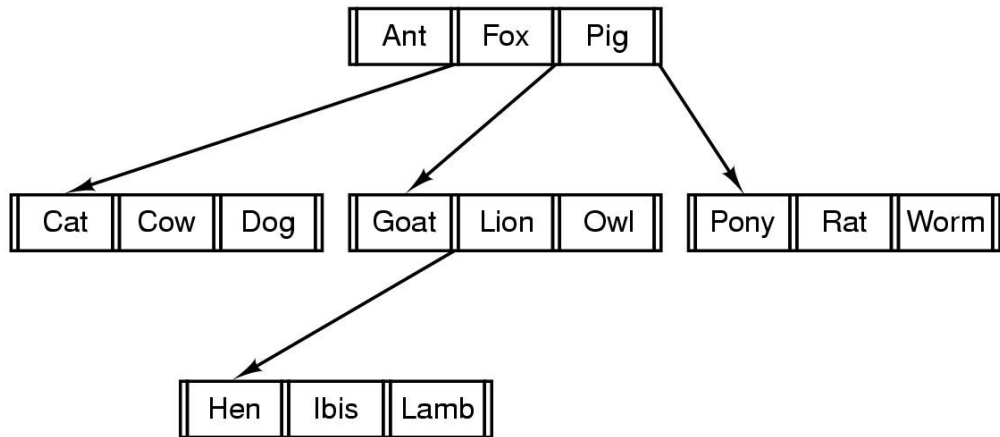 Ant Fox Pig
Cat Cow Dog Goat Lion Owl Pony Rat Worm
Hen Ibis Lamb